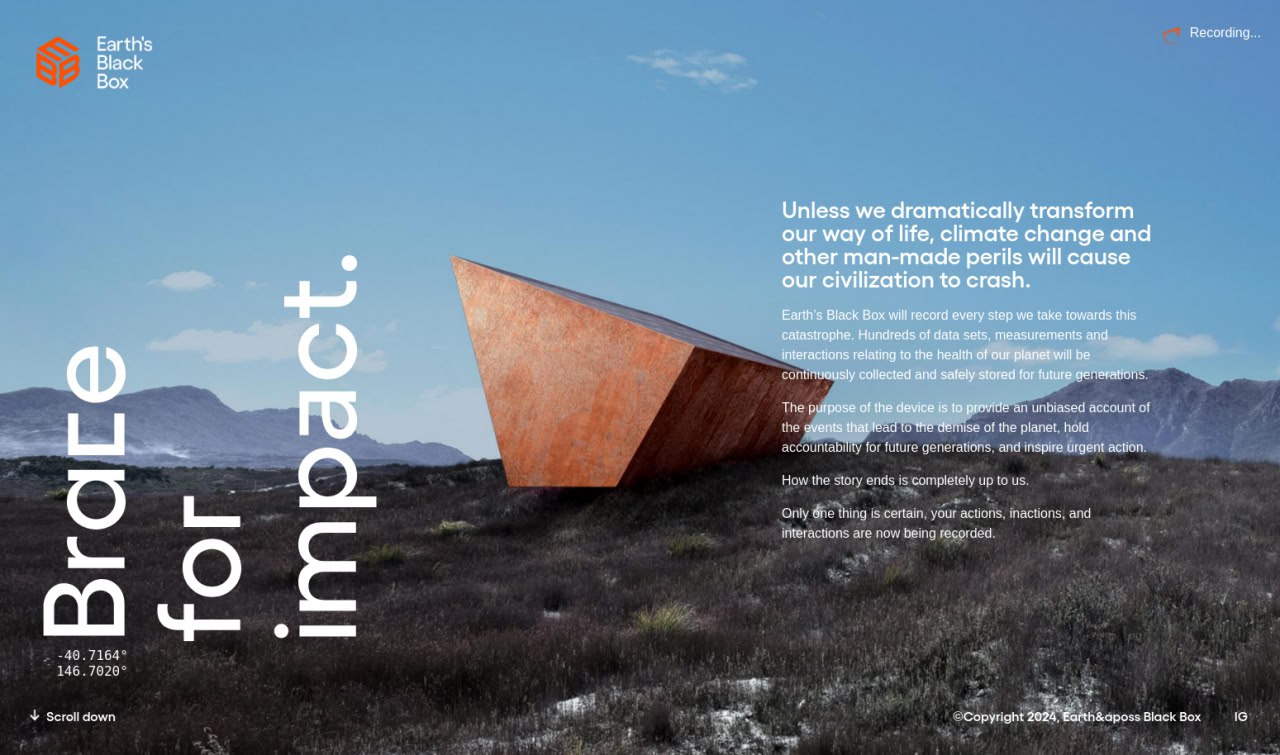 Earth's
Black
Box
Recording...
Brace
for
impact.
Unless we dramatically transform
our way of life, climate change and
other man-made perils will cause
our civilization to crash.
Earth's Black Box will record every step we take towards this
catastrophe. Hundreds of data sets, measurements and
interactions relating to the health of our planet will be
continuously collected and safely stored for future generations.
The purpose of the device is to provide an unbiased account of
the events that lead to the demise of the planet, hold
accountability for future generations, and inspire urgent action.
How the story ends is completely up to us.
Only one thing is certain, your actions, inactions, and
interactions are now being recorded.
-40.7164°
146.7020°
Scroll down
©Copyright 2024, Earth&aposs Black Box
IG